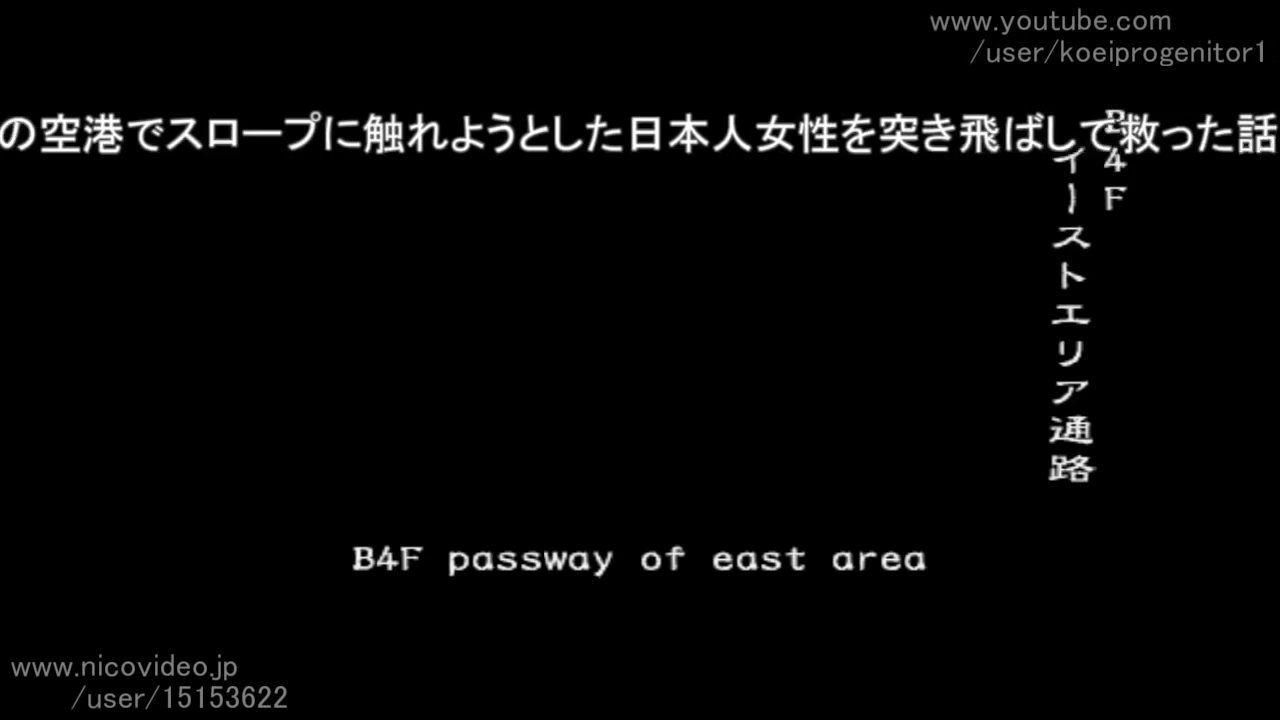 www.youtube.com
/user/koeiprogenitor1
の空港でスロープに触れようとした日本人女性を突き飛ばして救った話
B4F
イーストエリア通路
B4F passway of east area
www.nicovideo.jp
/user/15153622